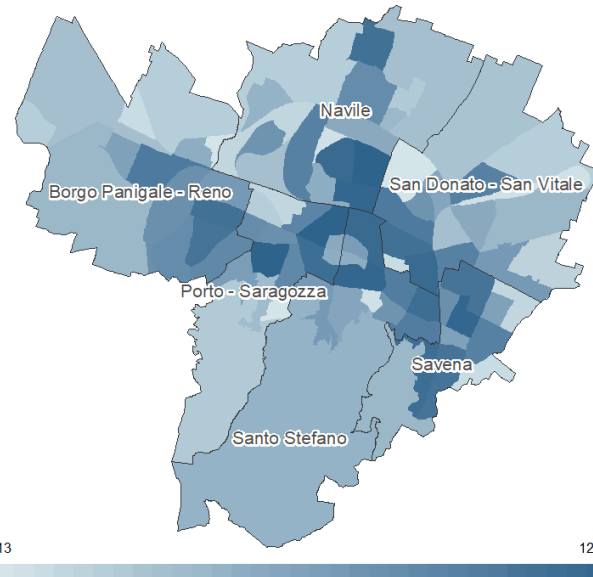 Navile
San Donato - San Vitale
Borgo Panigale - Reno
Porto - Saragozza
Savena
Santo Stefano
13
12